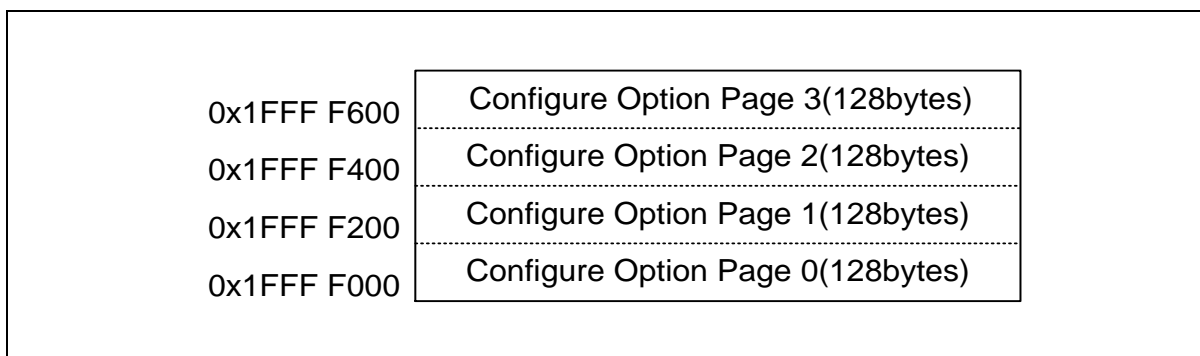 0x1FFF F600 Configure Option Page 3(128bytes)
0x1FFF F400 Configure Option Page 2(128bytes)
0x1FFF F200 Configure Option Page 1(128bytes)
0x1FFF F000 Configure Option Page 0(128bytes)